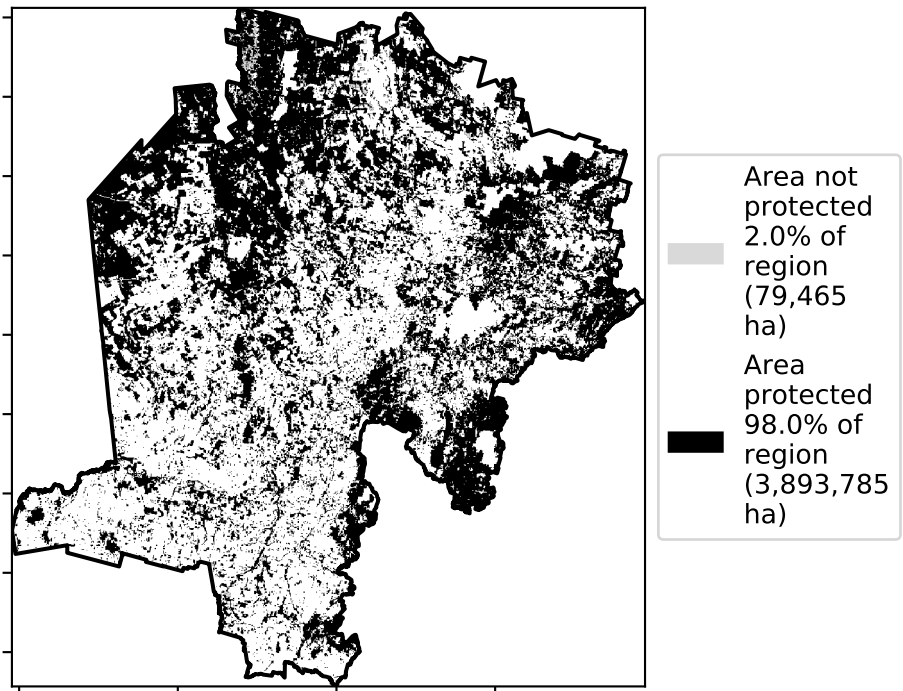 Area not
protected
2.0% of
region
(79,465
ha)
Area
protected
98.0% of
region
(3,893,785
ha)